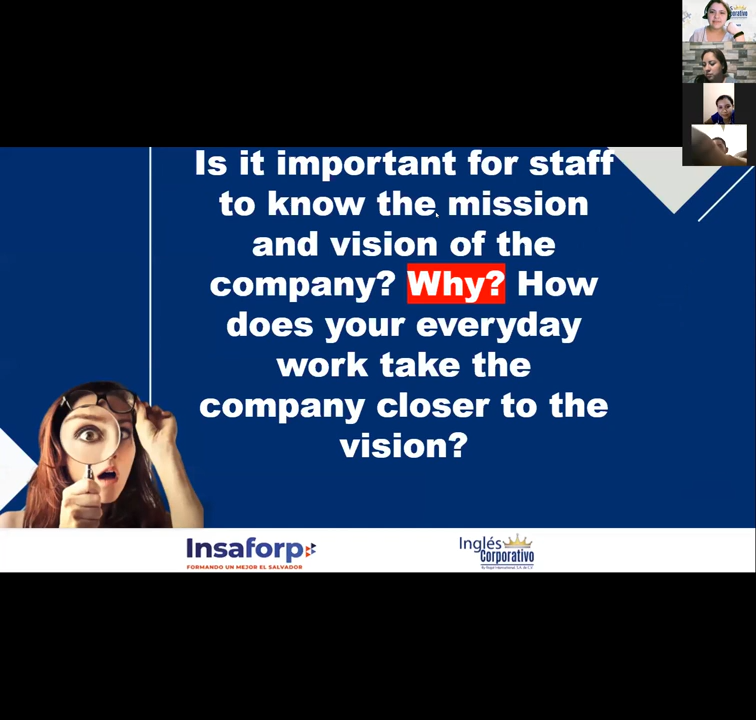 Is it important for staff
to know the mission
and vision of the
company? Why? How
does your everyday
work take the
company closer to the
vision?
Insaforp
FORMANDO UN MEJOR EL SALVADOR
Inglés
Corporativo